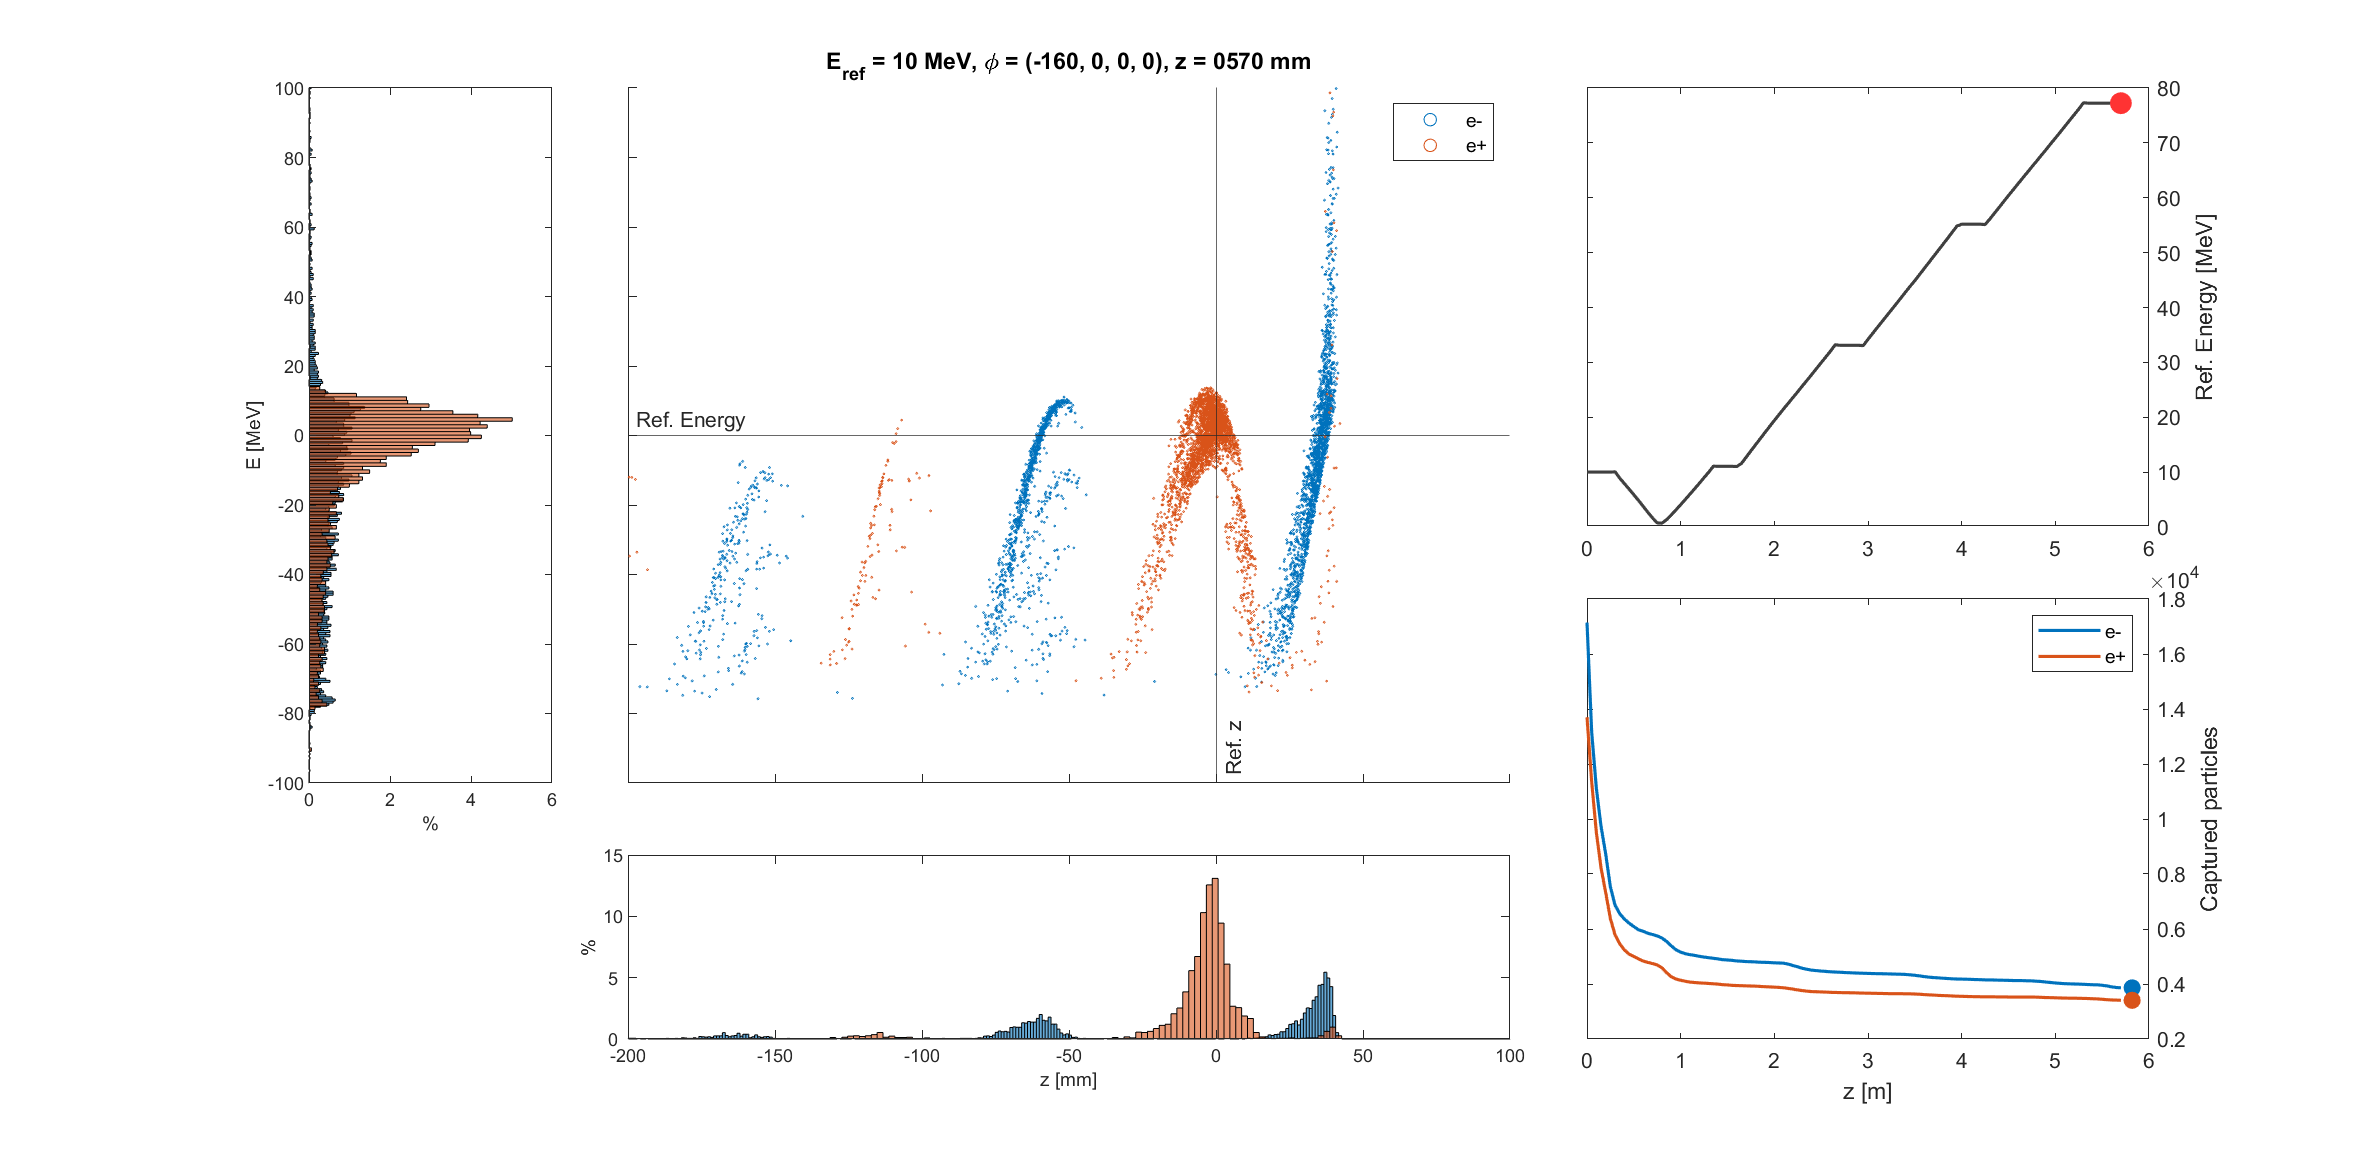 E_ref = 10 MeV, ϕ = (-160, 0, 0, 0), z = 0570 mm
100
80
60
40
20
0
-20
-40
-60
-80
-100
E [MeV]
0 2 4 6
%
e-
e+
Ref. Energy
Ref. z
15
10
5
0
%
-200 -150 -100 -50 0 50 100
z [mm]
80
70
60
50
40
30
20
10
0
Ref. Energy [MeV]
0 1 2 3 4 5 6
×10^4
1.8
1.6
1.4
1.2
1
0.8
0.6
0.4
0.2
Captured particles
e-
e+
0 1 2 3 4 5 6
z [m]